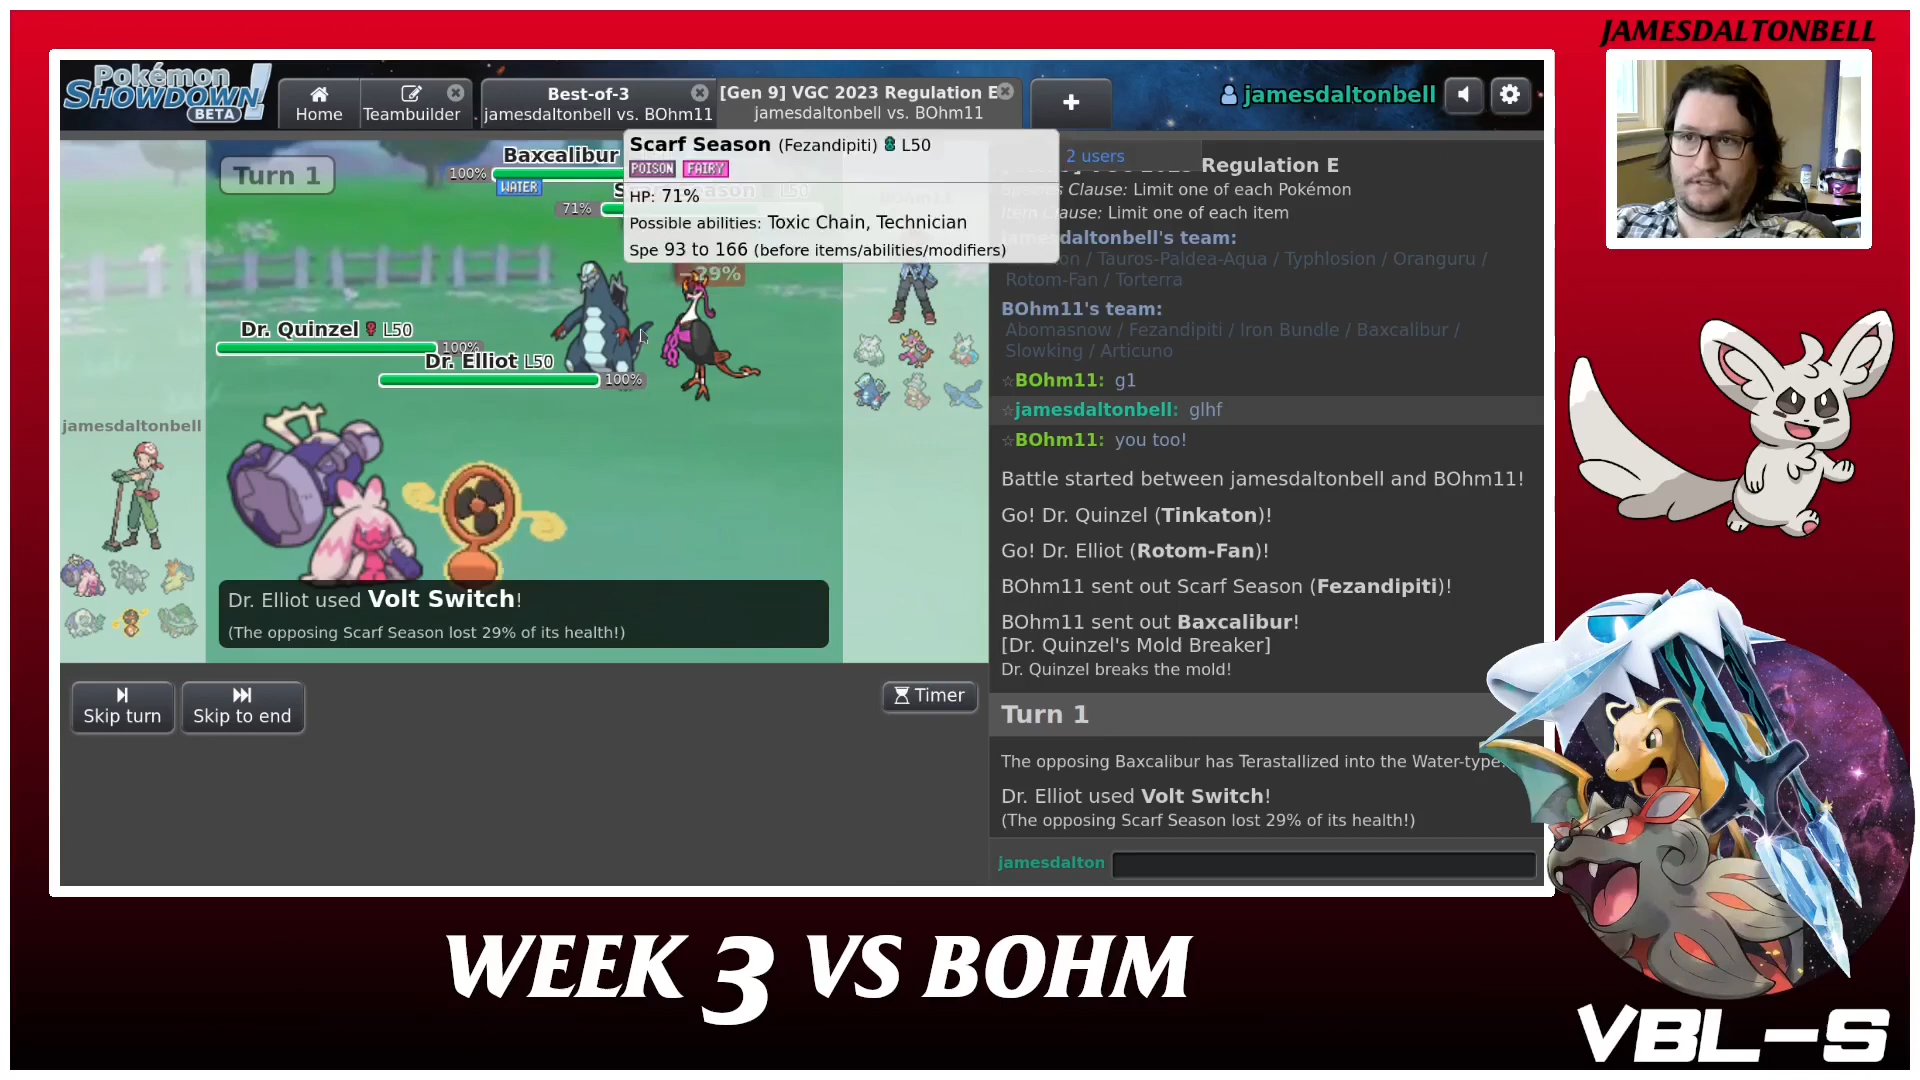 JAMESDALTONBELL
Pokémon
SHOWDOWN!
BETA
Home
Teambuilder
Best-of-3
jamesdaltonbell vs. BOhm11
[Gen 9] VGC 2023 Regulation E
jamesdaltonbell vs. BOhm11
+
jamesdaltonbell
Turn 1
Baxcalibur
100%
WATER
71%
Scarf Season (Fezandipiti) L50
POISON FAIRY
HP: 71%
Possible abilities: Toxic Chain, Technician
Spe 93 to 166 (before items/abilities/modifiers)
−29%
Dr. Quinzel L50
100%
Dr. Elliot L50
100%
jamesdaltonbell
Dr. Elliot used Volt Switch!
(The opposing Scarf Season lost 29% of its health!)
Skip turn
Skip to end
Timer
2 users
Regulation E
Clause: Limit one of each Pokémon
Item Clause: Limit one of each item
jamesdaltonbell's team:
/ Tauros-Paldea-Aqua / Typhlosion / Oranguru /
Rotom-Fan / Torterra
BOhm11's team:
Abomasnow / Fezandipiti / Iron Bundle / Baxcalibur /
Slowking / Articuno
☆BOhm11: g1
☆jamesdaltonbell: glhf
☆BOhm11: you too!
Battle started between jamesdaltonbell and BOhm11!
Go! Dr. Quinzel (Tinkaton)!
Go! Dr. Elliot (Rotom-Fan)!
BOhm11 sent out Scarf Season (Fezandipiti)!
BOhm11 sent out Baxcalibur!
[Dr. Quinzel's Mold Breaker]
Dr. Quinzel breaks the mold!
Turn 1
The opposing Baxcalibur has Terastallized into the Water-type!
Dr. Elliot used Volt Switch!
(The opposing Scarf Season lost 29% of its health!)
jamesdalton
WEEK 3 VS BOHM
VBL-S